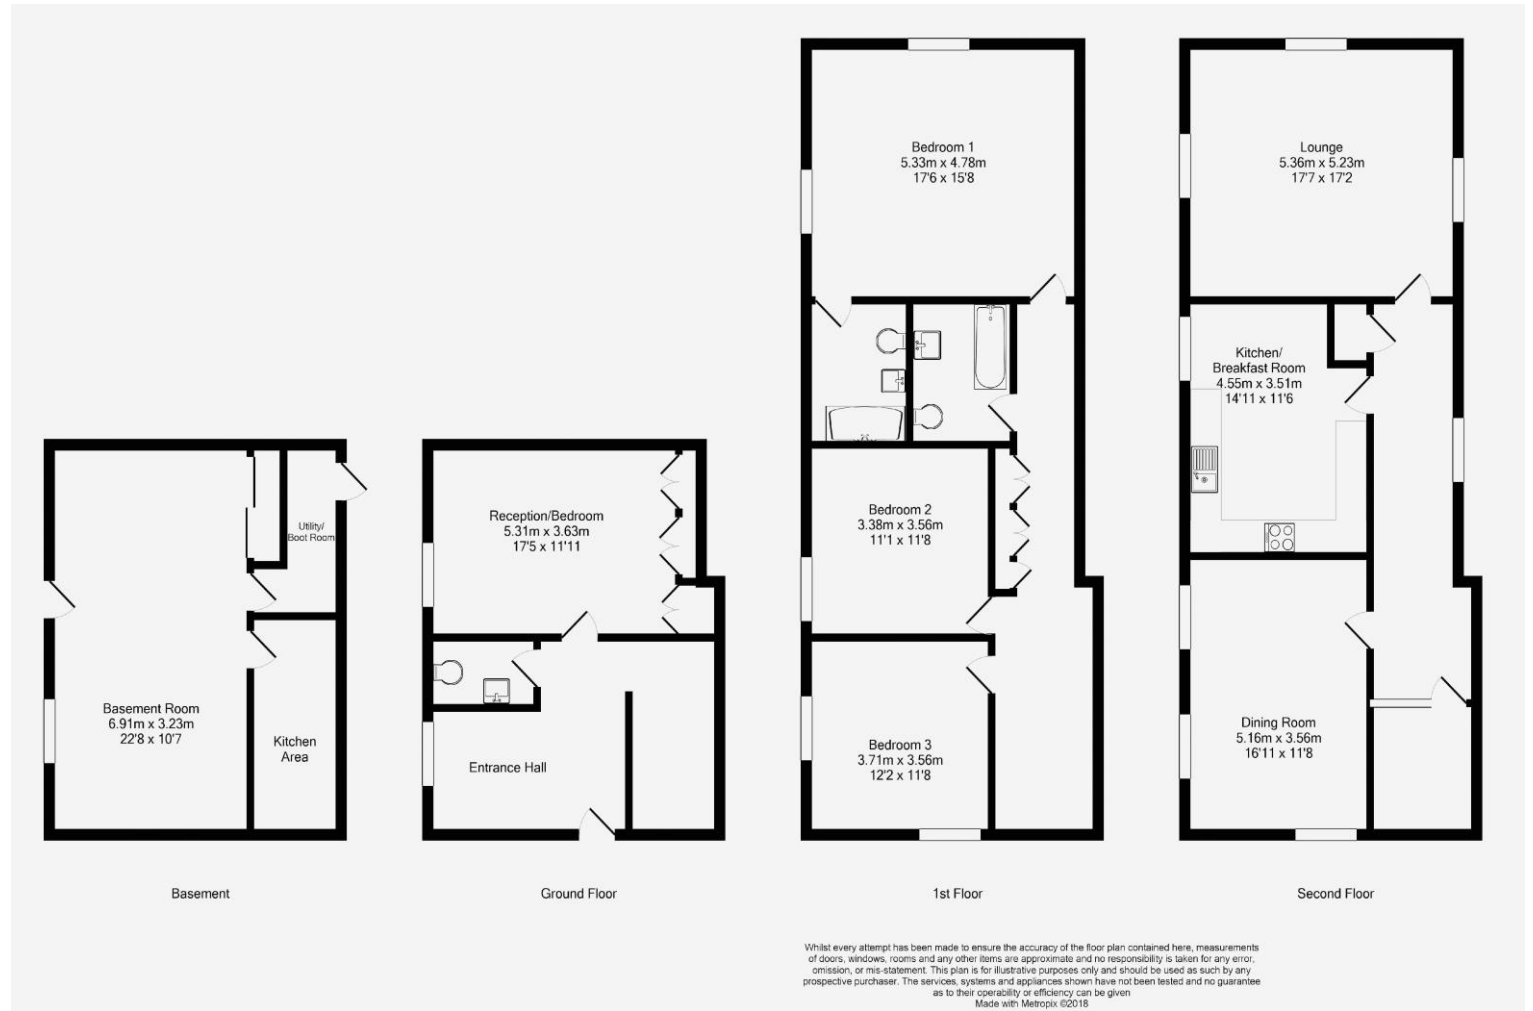 Bedroom 1
5.33m x 4.78m
17'6 x 15'8
Lounge
5.36m x 5.23m
17'7 x 17'2
Kitchen/
Breakfast Room
4.55m x 3.51m
14'11 x 11'6
Reception/Bedroom
5.31m x 3.63m
17'5 x 11'11
Bedroom 2
3.38m x 3.56m
11'1 x 11'8
Utility/
Boot Room
Basement Room
6.91m x 3.23m
22'8 x 10'7
Kitchen
Area
Entrance Hall
Bedroom 3
3.71m x 3.56m
12'2 x 11'8
Dining Room
5.16m x 3.56m
16'11 x 11'8
Basement
Ground Floor
1st Floor
Second Floor
Whilst every attempt has been made to ensure the accuracy of the floor plan contained here, measurements
of doors, windows, rooms and any other items are approximate and no responsibility is taken for any error,
omission, or mis-statement. This plan is for illustrative purposes only and should be used as such by any
prospective purchaser. The services, systems and appliances shown have not been tested and no guarantee
as to their operability or efficiency can be given
Made with Metropix ©2018